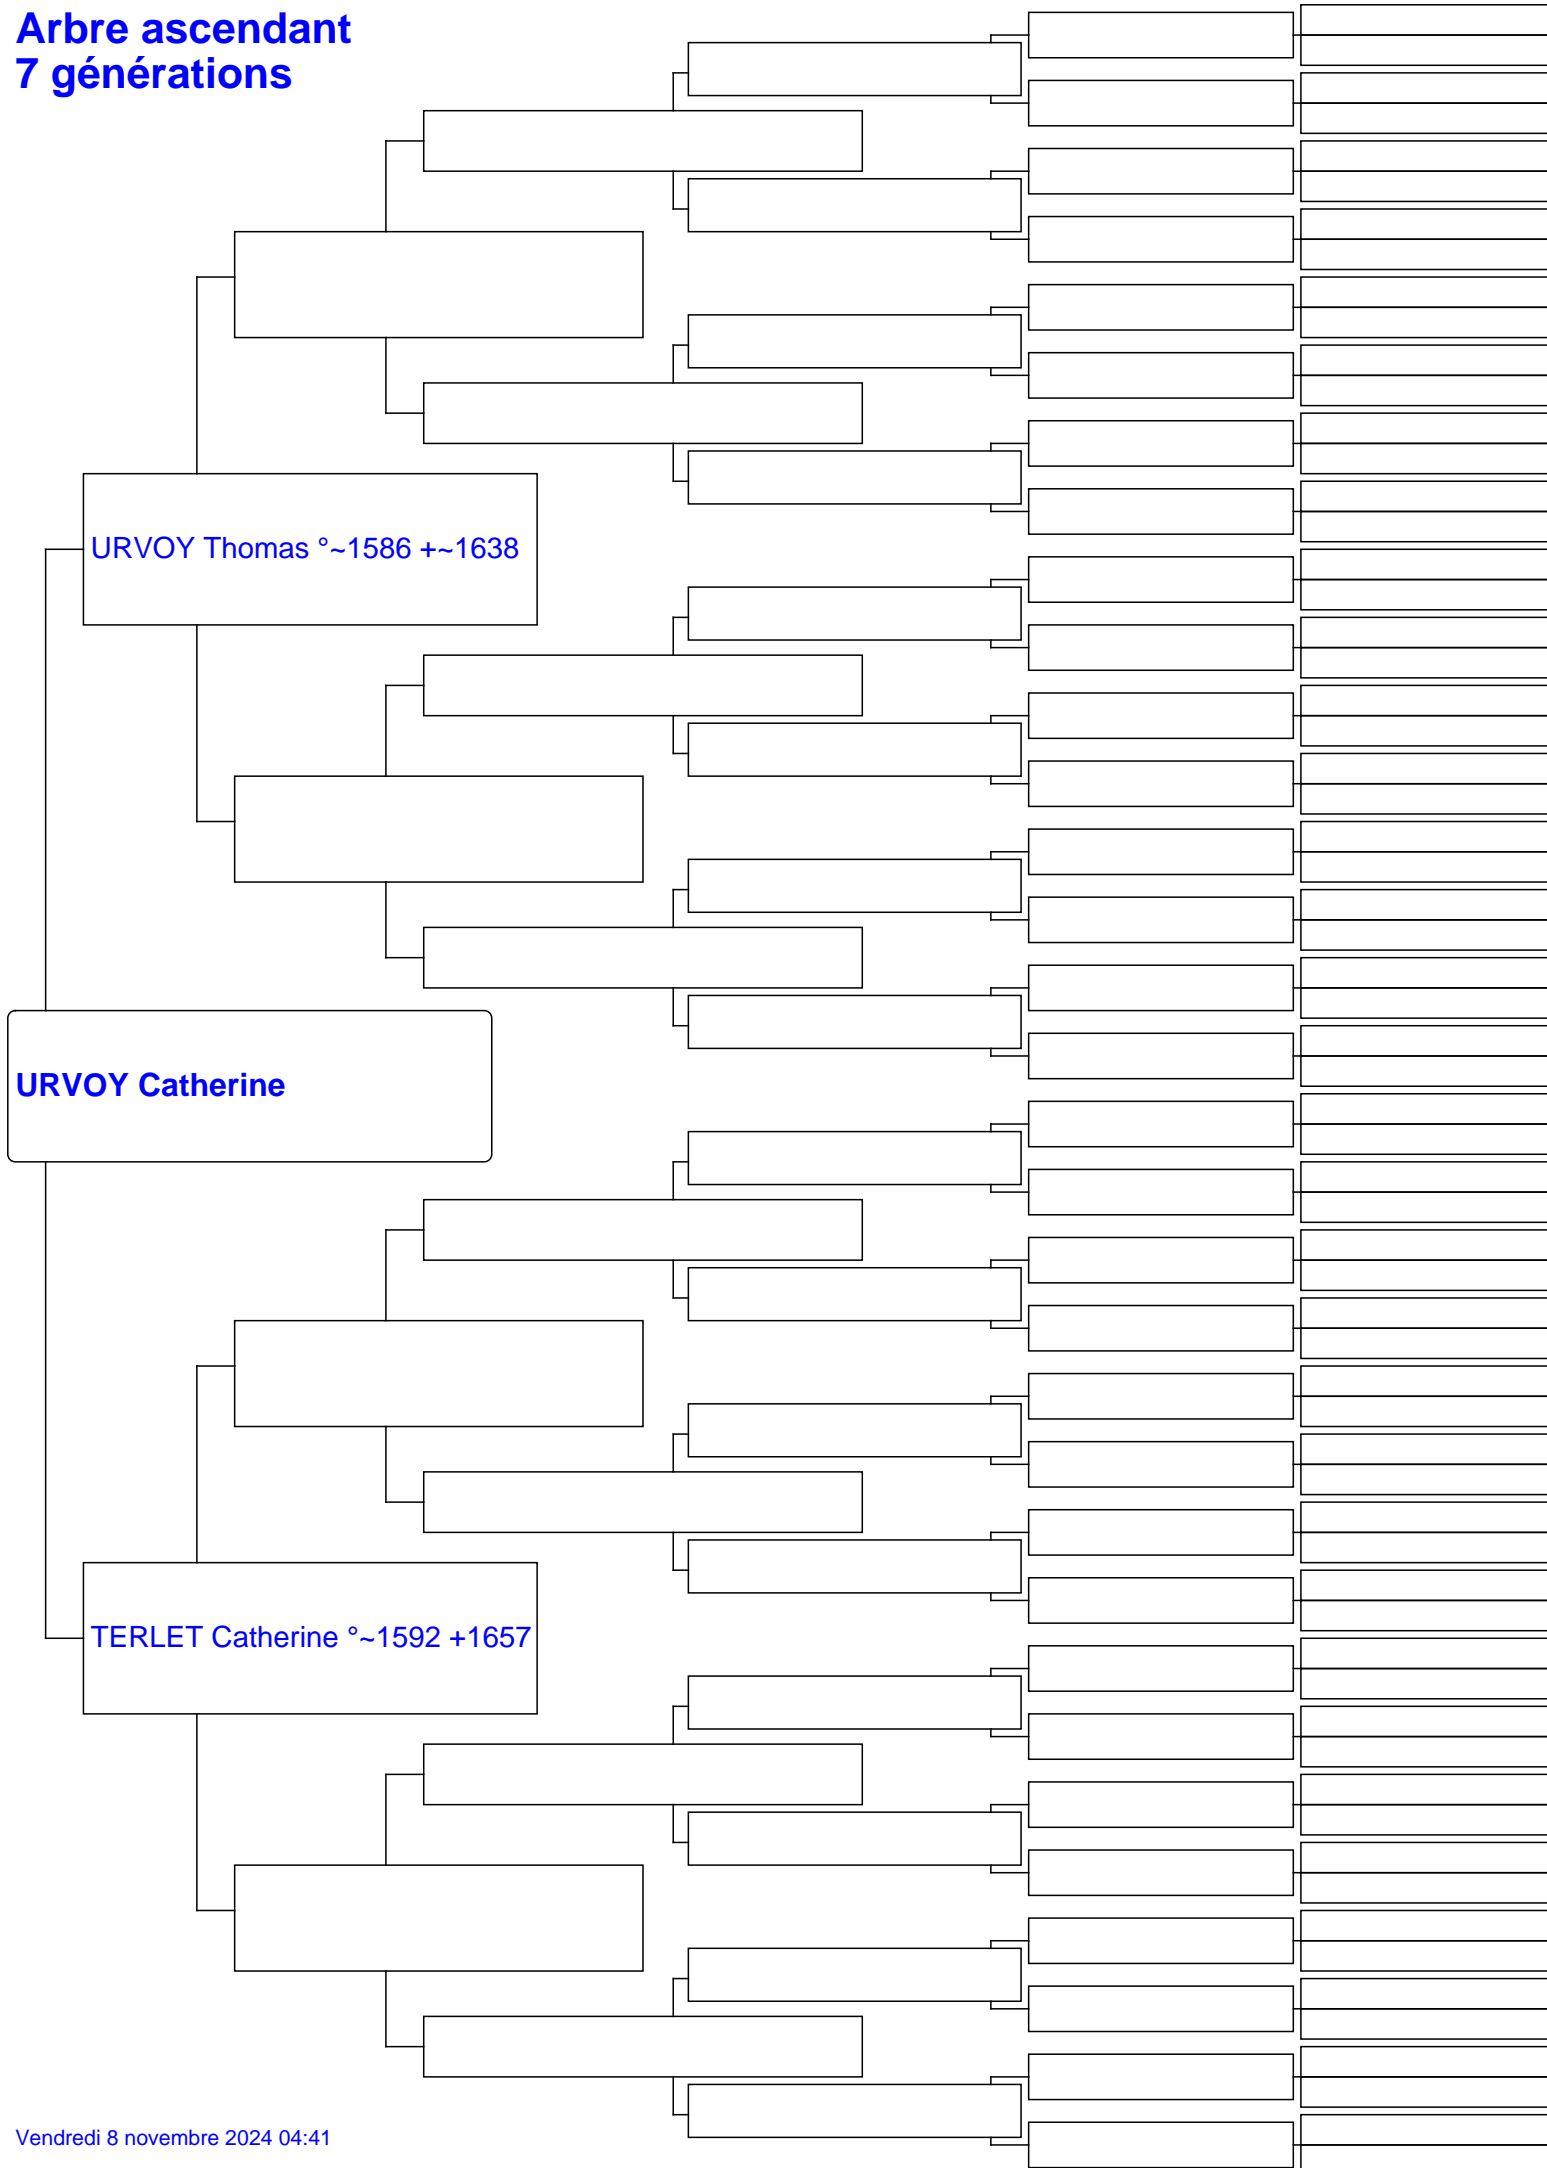 Arbre ascendant
7 générations
URVOY Thomas °~1586 +~1638
URVOY Catherine
TERLET Catherine °~1592 +1657
Vendredi 8 novembre 2024 04:41